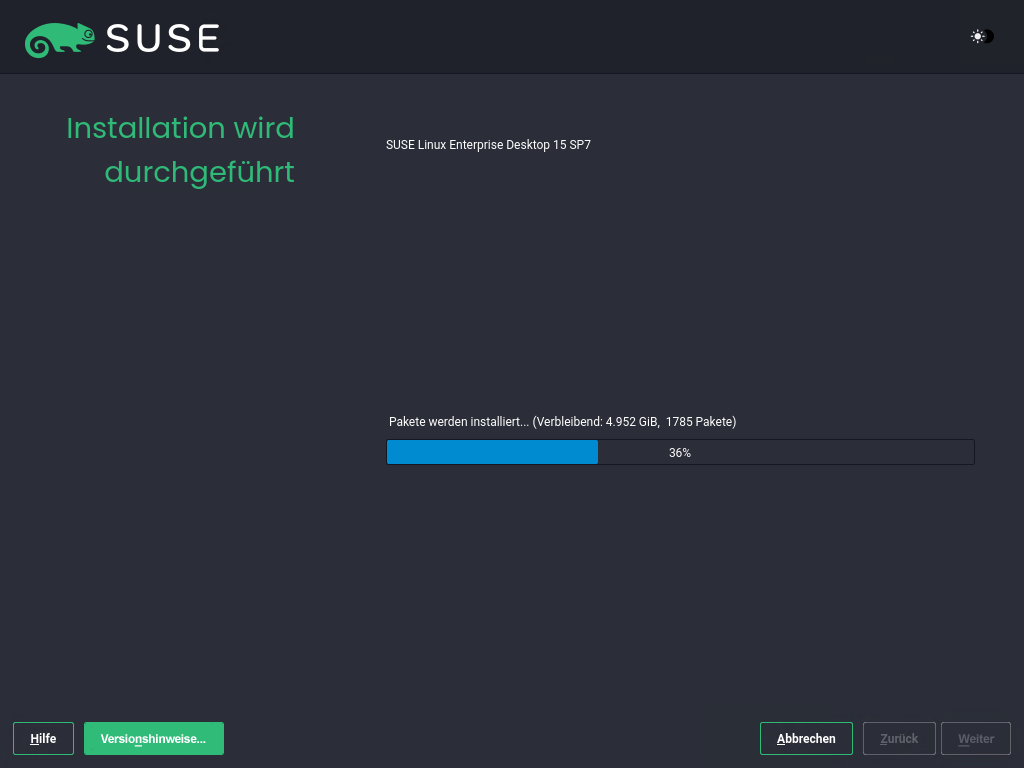 SUSE
Installation wird
durchgeführt
SUSE Linux Enterprise Desktop 15 SP7
Pakete werden installiert... (Verbleibend: 4.952 GiB,  1785 Pakete)
36%
Hilfe
Versionshinweise...
Abbrechen
Zurück
Weiter